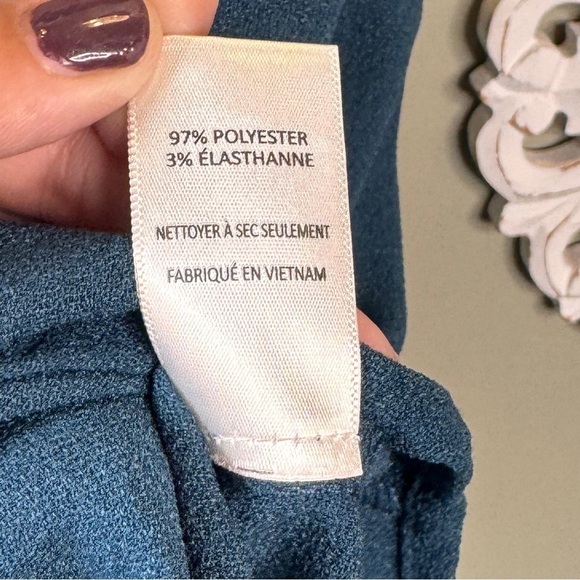 97% POLYESTER
3% ÉLASTHANNE
NETTOYER À SEC SEULEMENT
FABRIQUÉ EN VIETNAM